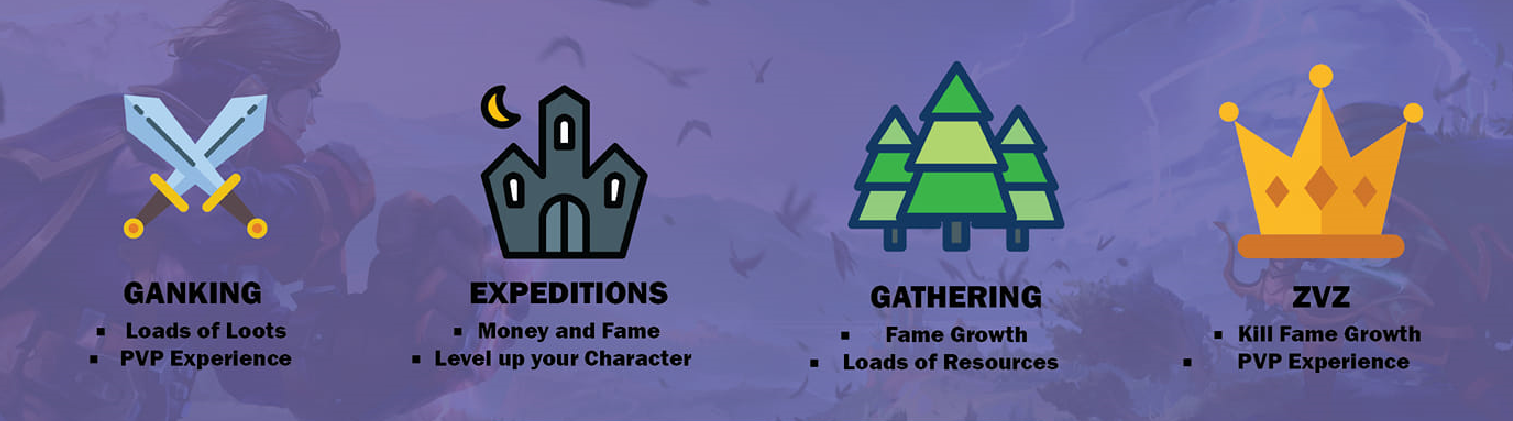 GANKING
▪ Loads of Loots
▪ PVP Experience
EXPEDITIONS
▪ Money and Fame
▪ Level up your Character
GATHERING
▪ Fame Growth
▪ Loads of Resources
ZVZ
▪ Kill Fame Growth
▪ PVP Experience